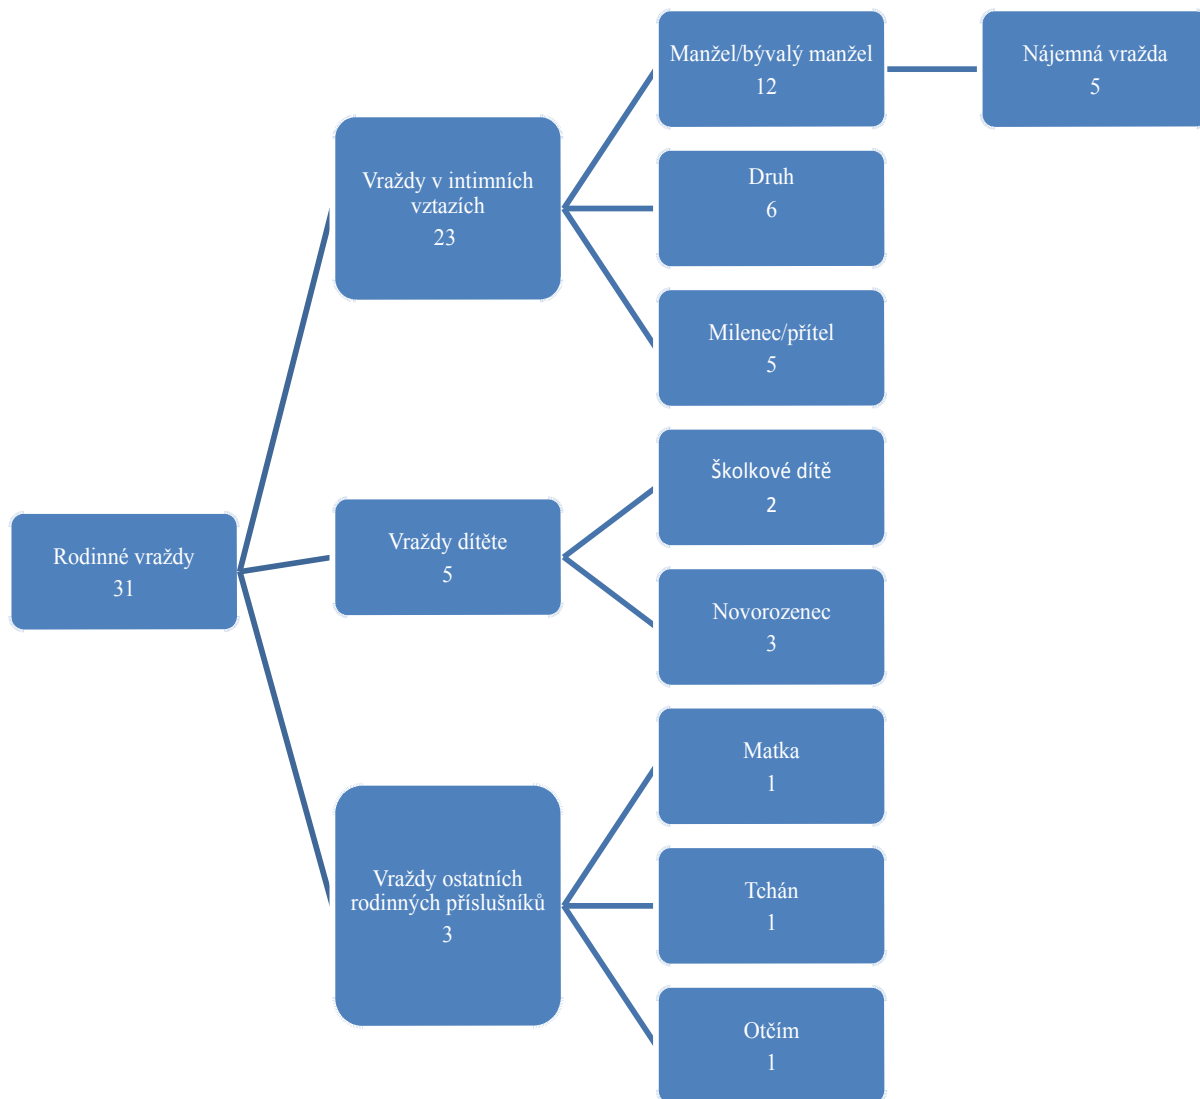 Rodinné vraždy
31
Vraždy v intimních
vztazích
23
Manžel/bývalý manžel
12
Nájemná vražda
5
Druh
6
Milenec/přítel
5
Vraždy dítěte
5
Školkové dítě
2
Novorozenec
3
Vraždy ostatních
rodinných příslušníků
3
Matka
1
Tchán
1
Otčím
1